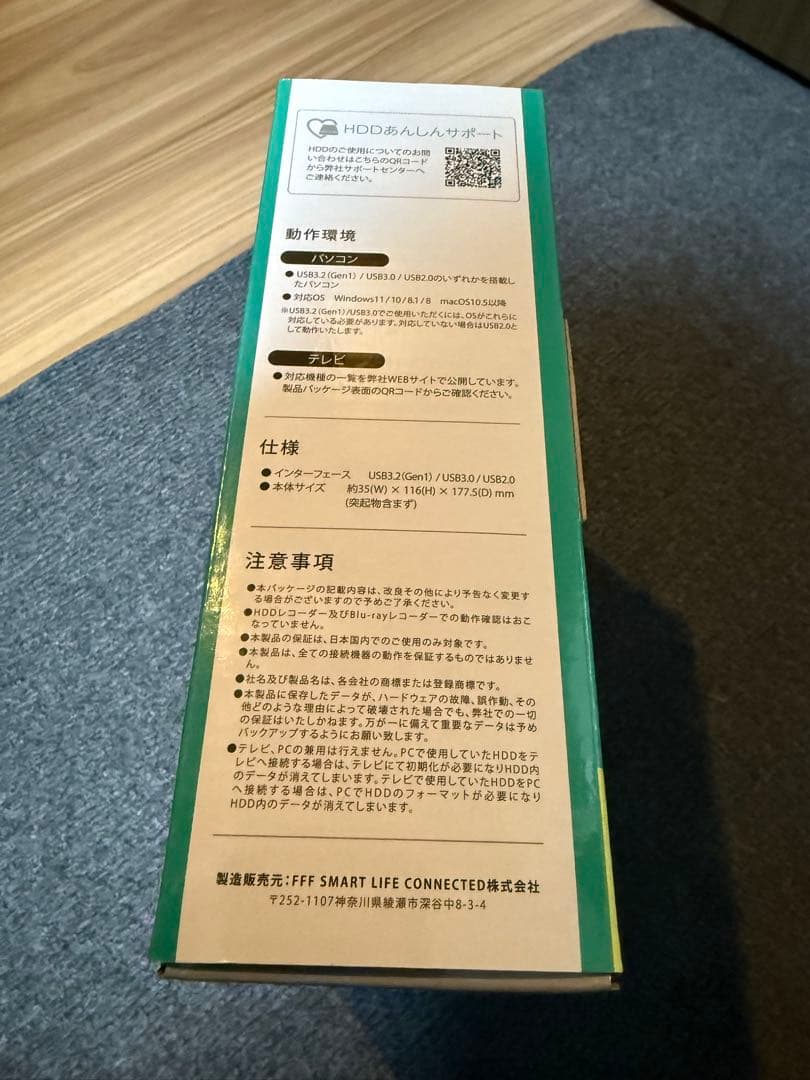 HDDあんしんサポート
HDDのご使用についてのお問
い合わせはこちらのQRコード
から弊社サポートセンターへ
ご連絡ください。
動作環境
パソコン
●USB3.2(Gen1) / USB3.0 / USB2.0のいずれかを搭載し
たパソコン
●対応OS Windows11 / 10 / 8.1 / 8 macOS10.5以降
※USB3.2(Gen1)/USB3.0でご使用いただくには、OSがこれらに
対応している必要があります。対応していない場合はUSB2.0と
して動作いたします。
テレビ
●対応機種の一覧を弊社WEBサイトで公開しています。
製品パッケージ表面のQRコードからご確認ください。
仕様
●インターフェース USB3.2(Gen1) / USB3.0 / USB2.0
●本体サイズ 約35(W) × 116(H) × 177.5(D) mm
(突起物含まず)
注意事項
●本パッケージの記載内容は、改良その他により予告なく変更す
る場合がございますので予めご了承ください。
●HDDレコーダー及びBlu-rayレコーダーでの動作確認はおこ
なっていません。
●本製品の保証は、日本国内でのご使用のみ対象です。
●本製品は、全ての接続機器の動作を保証するものではありませ
ん。
●社名及び製品名は、各会社の商標または登録商標です。
●本製品に保存したデータが、ハードウェアの故障、誤作動、その
他どのような理由によって破壊された場合でも、弊社での一切
の保証はいたしかねます。万が一に備えて重要なデータは予め
バックアップするようにお願い致します。
●テレビ、PCの兼用は行えません。PCで使用していたHDDをテ
レビへ接続する場合は、テレビにて初期化が必要になりHDD内
のデータが消えてしまいます。テレビで使用していたHDDをPC
へ接続する場合は、PCでHDDのフォーマットが必要になり
HDD内のデータが消えてしまいます。
製造販売元：FFF SMART LIFE CONNECTED株式会社
〒252-1107神奈川県綾瀬市深谷中8-3-4